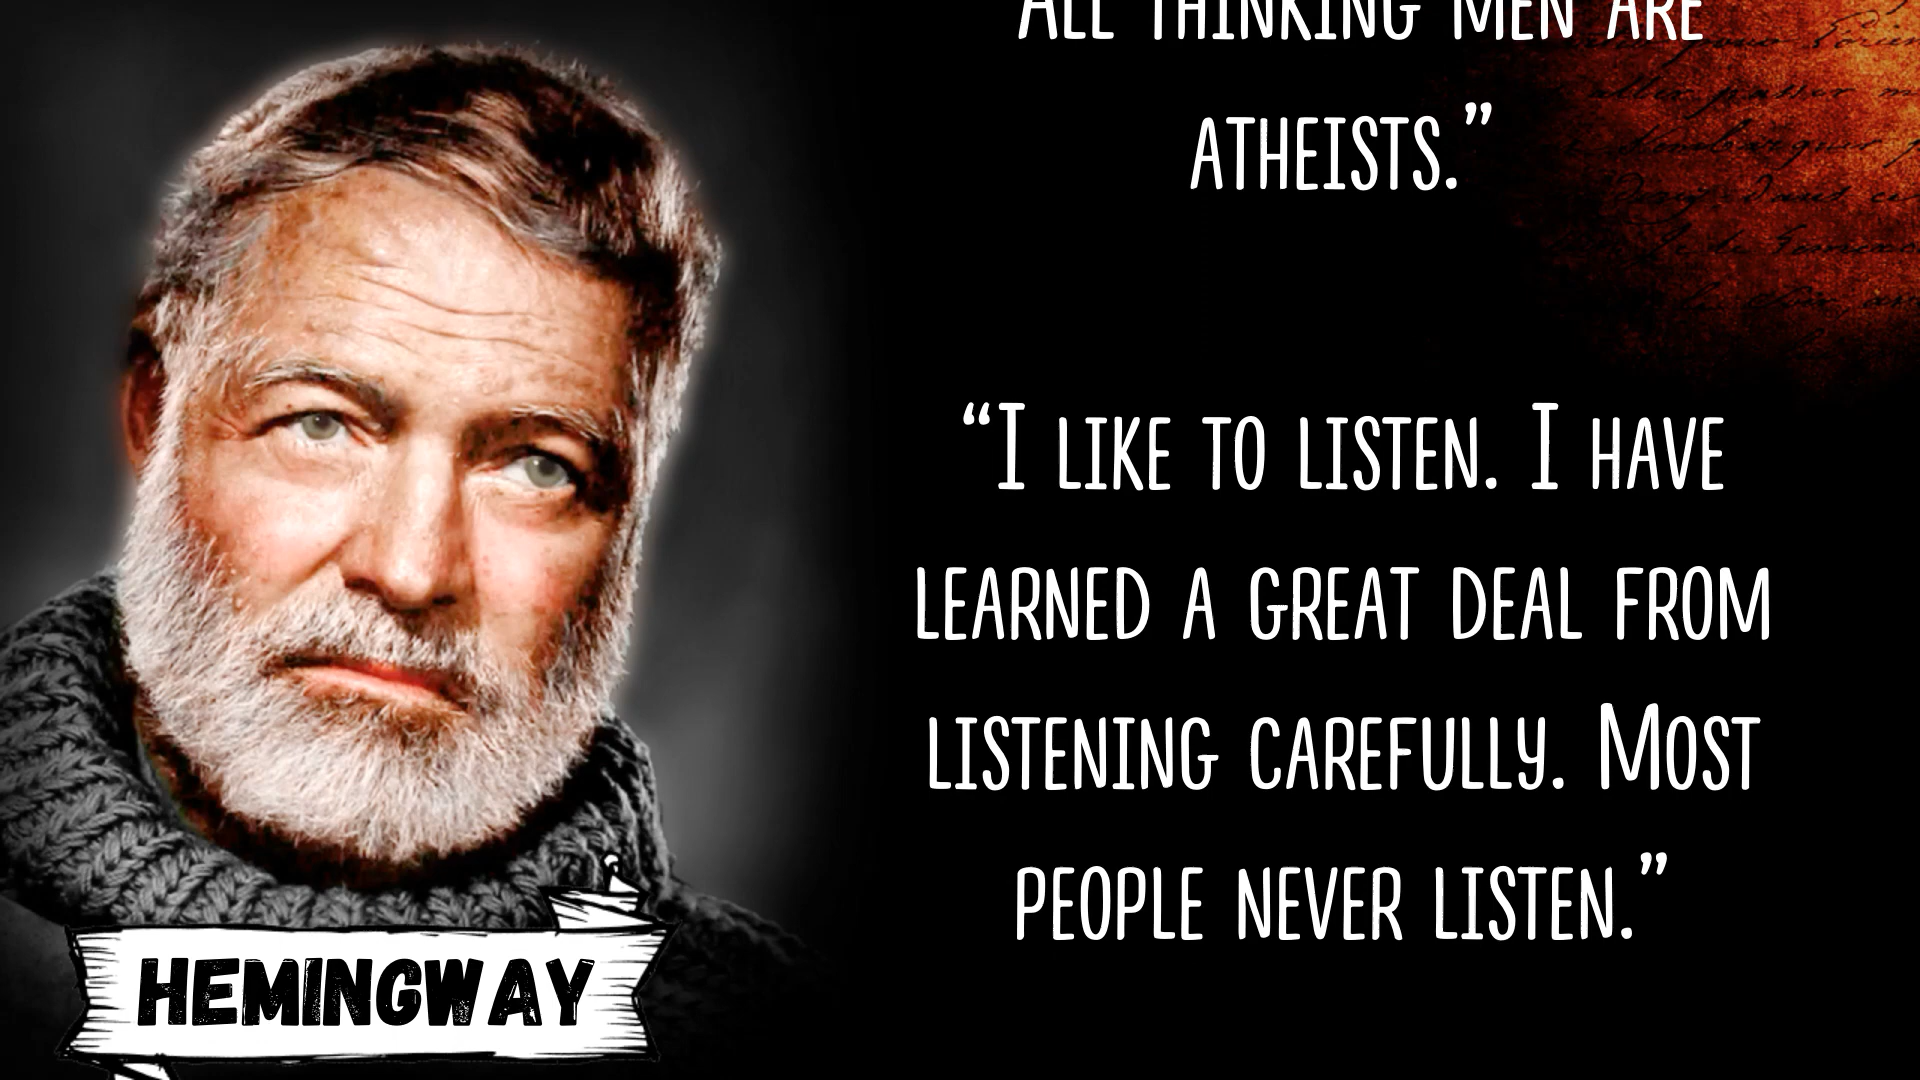 ALL THINKING MEN ARE
ATHEISTS.”
“I LIKE TO LISTEN. I HAVE
LEARNED A GREAT DEAL FROM
LISTENING CAREFULLY. MOST
PEOPLE NEVER LISTEN.”
HEMINGWAY